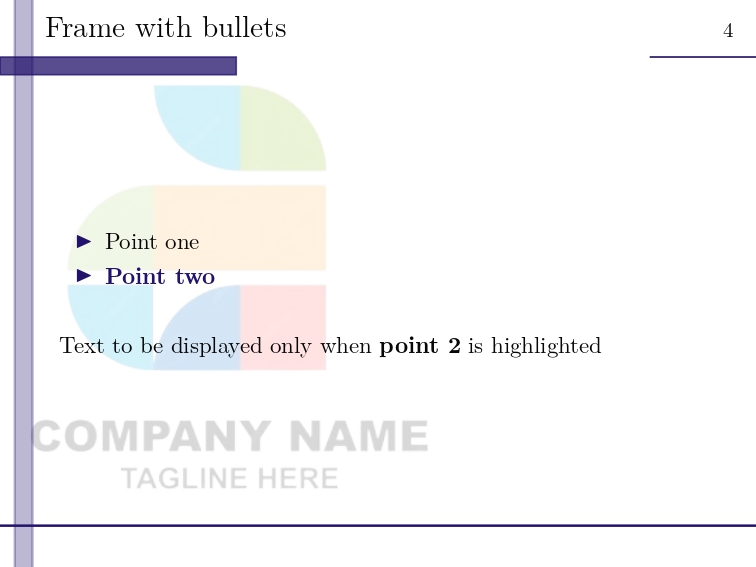 Frame with bullets
4
Point one
Point two
Text to be displayed only when point 2 is highlighted
COMPANY NAME
TAGLINE HERE